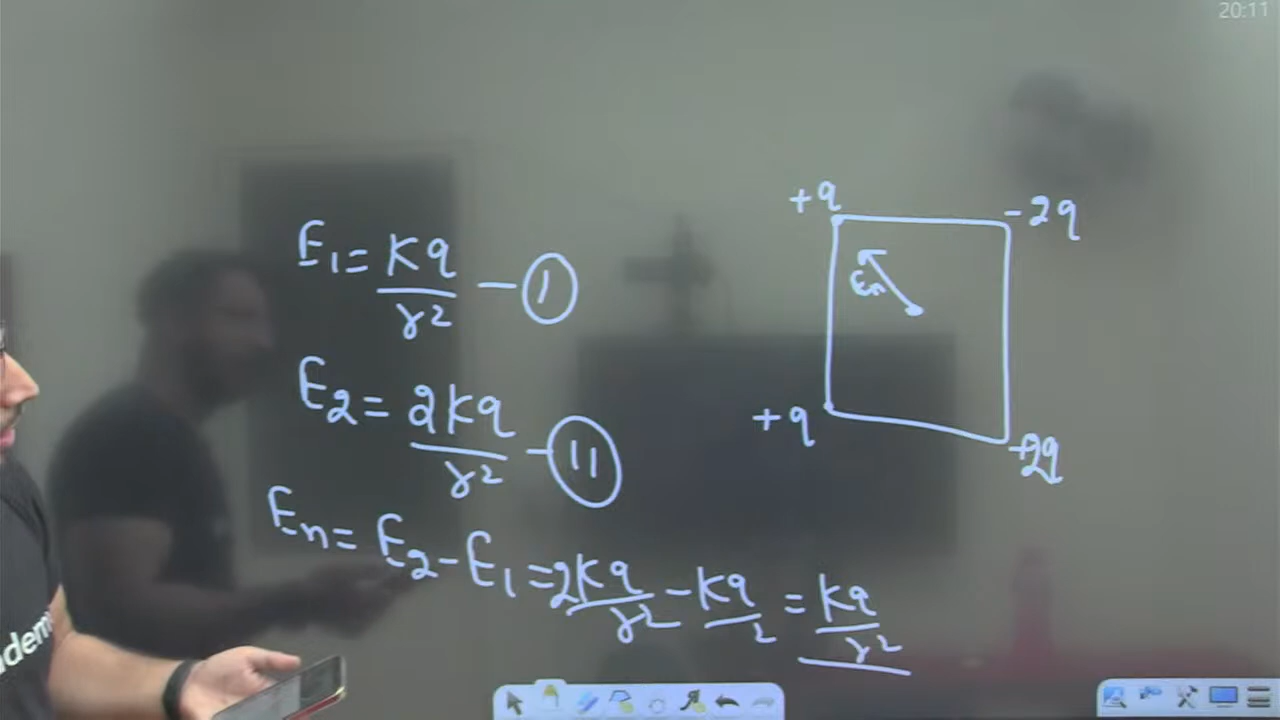 20:11
+q
-2q
E₁ = Kq/r² — ①
En
E₂ = 2Kq/r² — ⑪
+q
-2q
En = E₂ - E₁ = 2Kq/r² - Kq/2 = Kq/r²